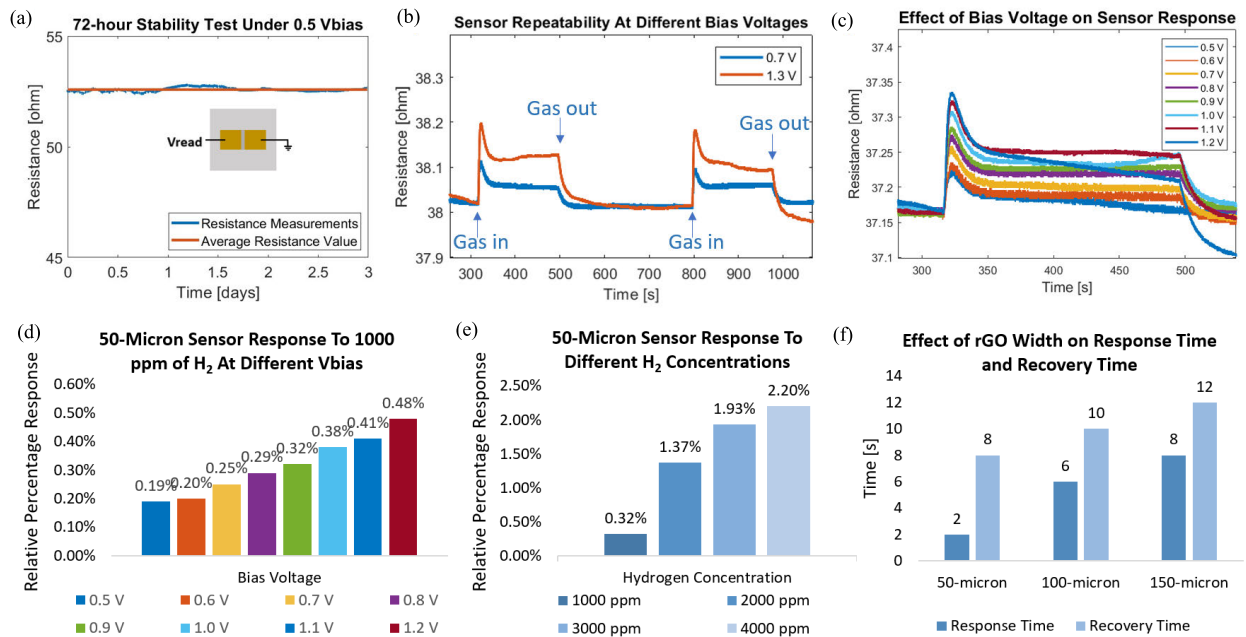 (a)
72-hour Stability Test Under 0.5 Vbias
55
50
45
Resistance [ohm]
Vread
Resistance Measurements
Average Resistance Value
0 0.5 1 1.5 2 2.5 3
Time [days]
(b)
Sensor Repeatability At Different Bias Voltages
38.3
38.2
38.1
38
37.9
Resistance [ohm]
0.7 V
1.3 V
Gas out
Gas out
Gas in
Gas in
300 400 500 600 700 800 900 1000
Time [s]
(c)
Effect of Bias Voltage on Sensor Response
37.4
37.35
37.3
37.25
37.2
37.15
37.1
Resistance [ohm]
0.5 V
0.6 V
0.7 V
0.8 V
0.9 V
1.0 V
1.1 V
1.2 V
300 350 400 450 500
Time [s]
(d)
50-Micron Sensor Response To 1000
ppm of H₂ At Different Vbias
Relative Percentage Response
0.60%
0.50%
0.40%
0.30%
0.20%
0.10%
0.00%
0.19%
0.20%
0.25%
0.29%
0.32%
0.38%
0.41%
0.48%
Bias Voltage
0.5 V 0.6 V 0.7 V 0.8 V
0.9 V 1.0 V 1.1 V 1.2 V
(e)
50-Micron Sensor Response To
Different H₂ Concentrations
Relative Percentage Response
2.50%
2.00%
1.50%
1.00%
0.50%
0.00%
0.32%
1.37%
1.93%
2.20%
Hydrogen Concentration
1000 ppm 2000 ppm
3000 ppm 4000 ppm
(f)
Effect of rGO Width on Response Time
and Recovery Time
Time [s]
14
12
10
8
6
4
2
0
2
8
6
10
8
12
50-micron 100-micron 150-micron
Response Time Recovery Time